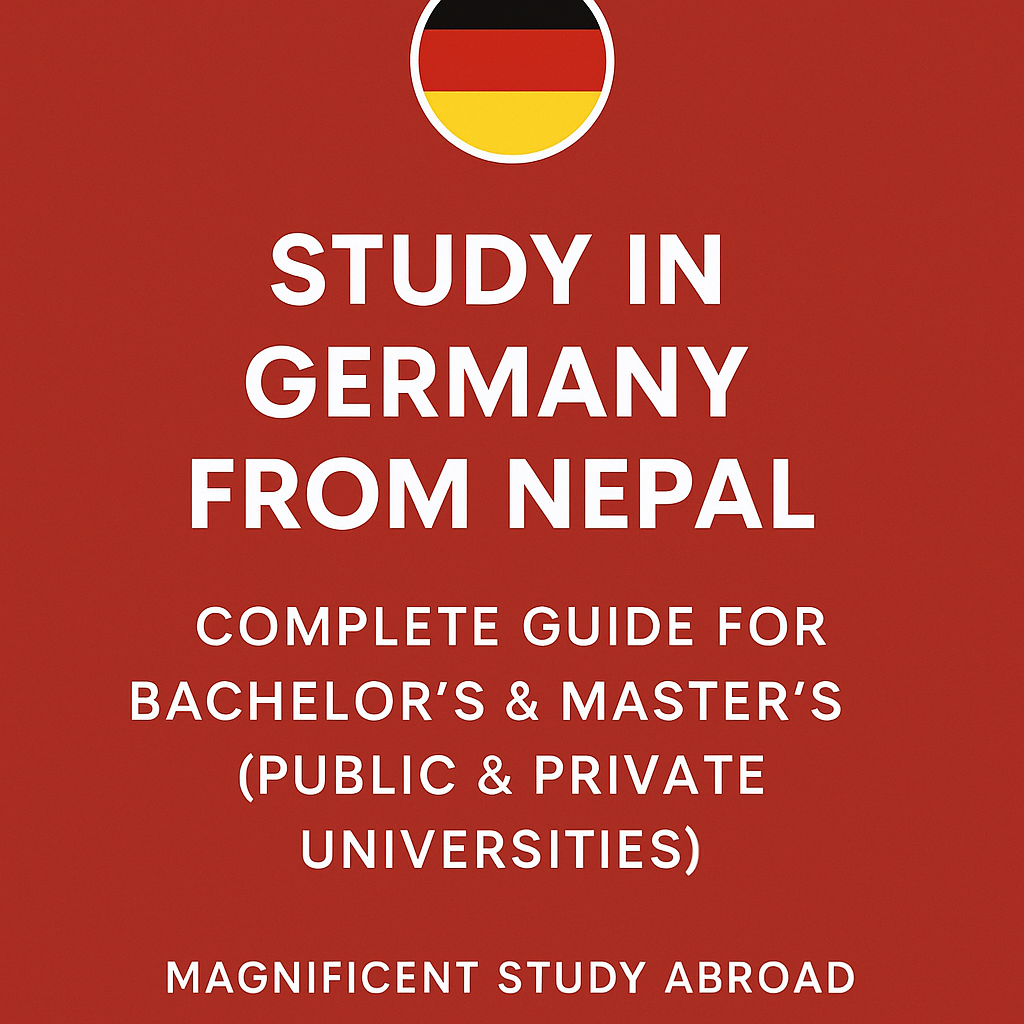 STUDY IN
GERMANY
FROM NEPAL
COMPLETE GUIDE FOR
BACHELOR’S & MASTER’S
(PUBLIC & PRIVATE
UNIVERSITIES)
MAGNIFICENT STUDY ABROAD